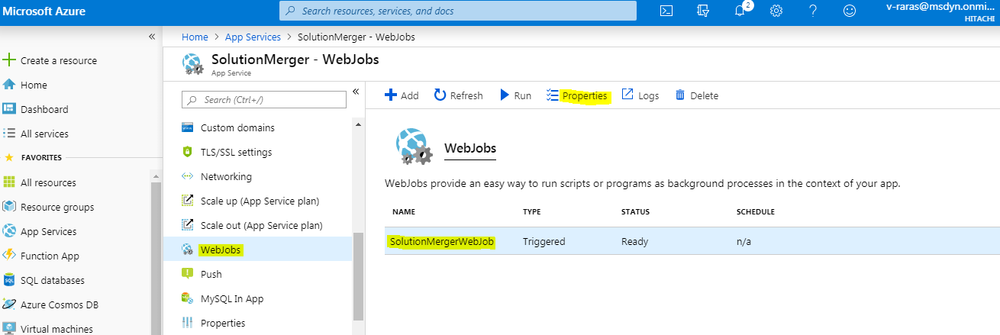 Microsoft Azure
Search resources, services, and docs
2
v-raras@msdyn.onmi...
HITACHI
«
Home > App Services > SolutionMerger - WebJobs
Create a resource
Home
Dashboard
All services
FAVORITES
All resources
Resource groups
App Services
Function App
SQL databases
Azure Cosmos DB
Virtual machines
SolutionMerger - WebJobs
App Service
Search (Ctrl+/)
«
Custom domains
TLS/SSL settings
Networking
Scale up (App Service plan)
Scale out (App Service plan)
WebJobs
Push
MySQL In App
Properties
Add Refresh Run Properties Logs Delete
WebJobs
WebJobs provide an easy way to run scripts or programs as background processes in the context of your app.
NAME TYPE STATUS SCHEDULE
SolutionMergerWebJob Triggered Ready n/a